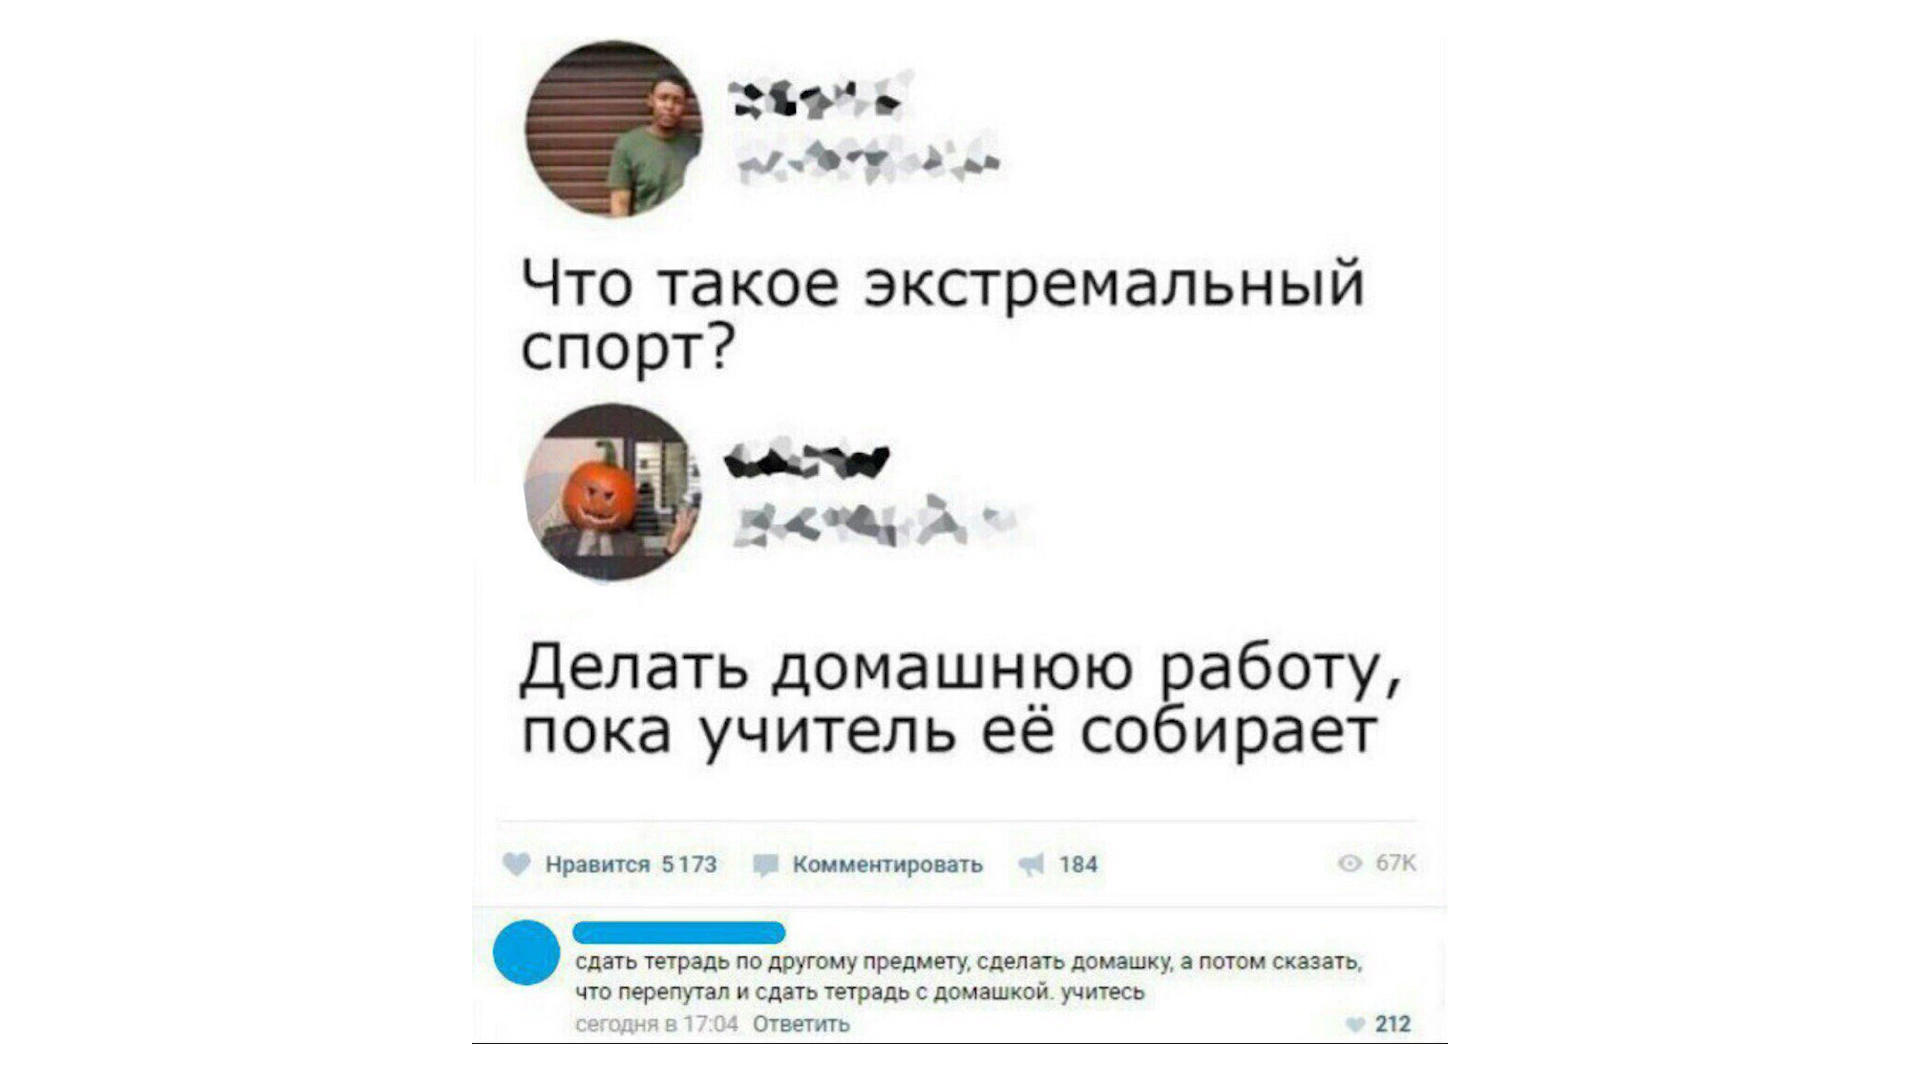 Что такое экстремальный
спорт?
Делать домашнюю работу,
пока учитель её собирает
Нравится 5173 Комментировать 184 67K
сдать тетрадь по другому предмету, сделать домашку, а потом сказать,
что перепутал и сдать тетрадь с домашкой. учитесь
сегодня в 17:04 Ответить 212